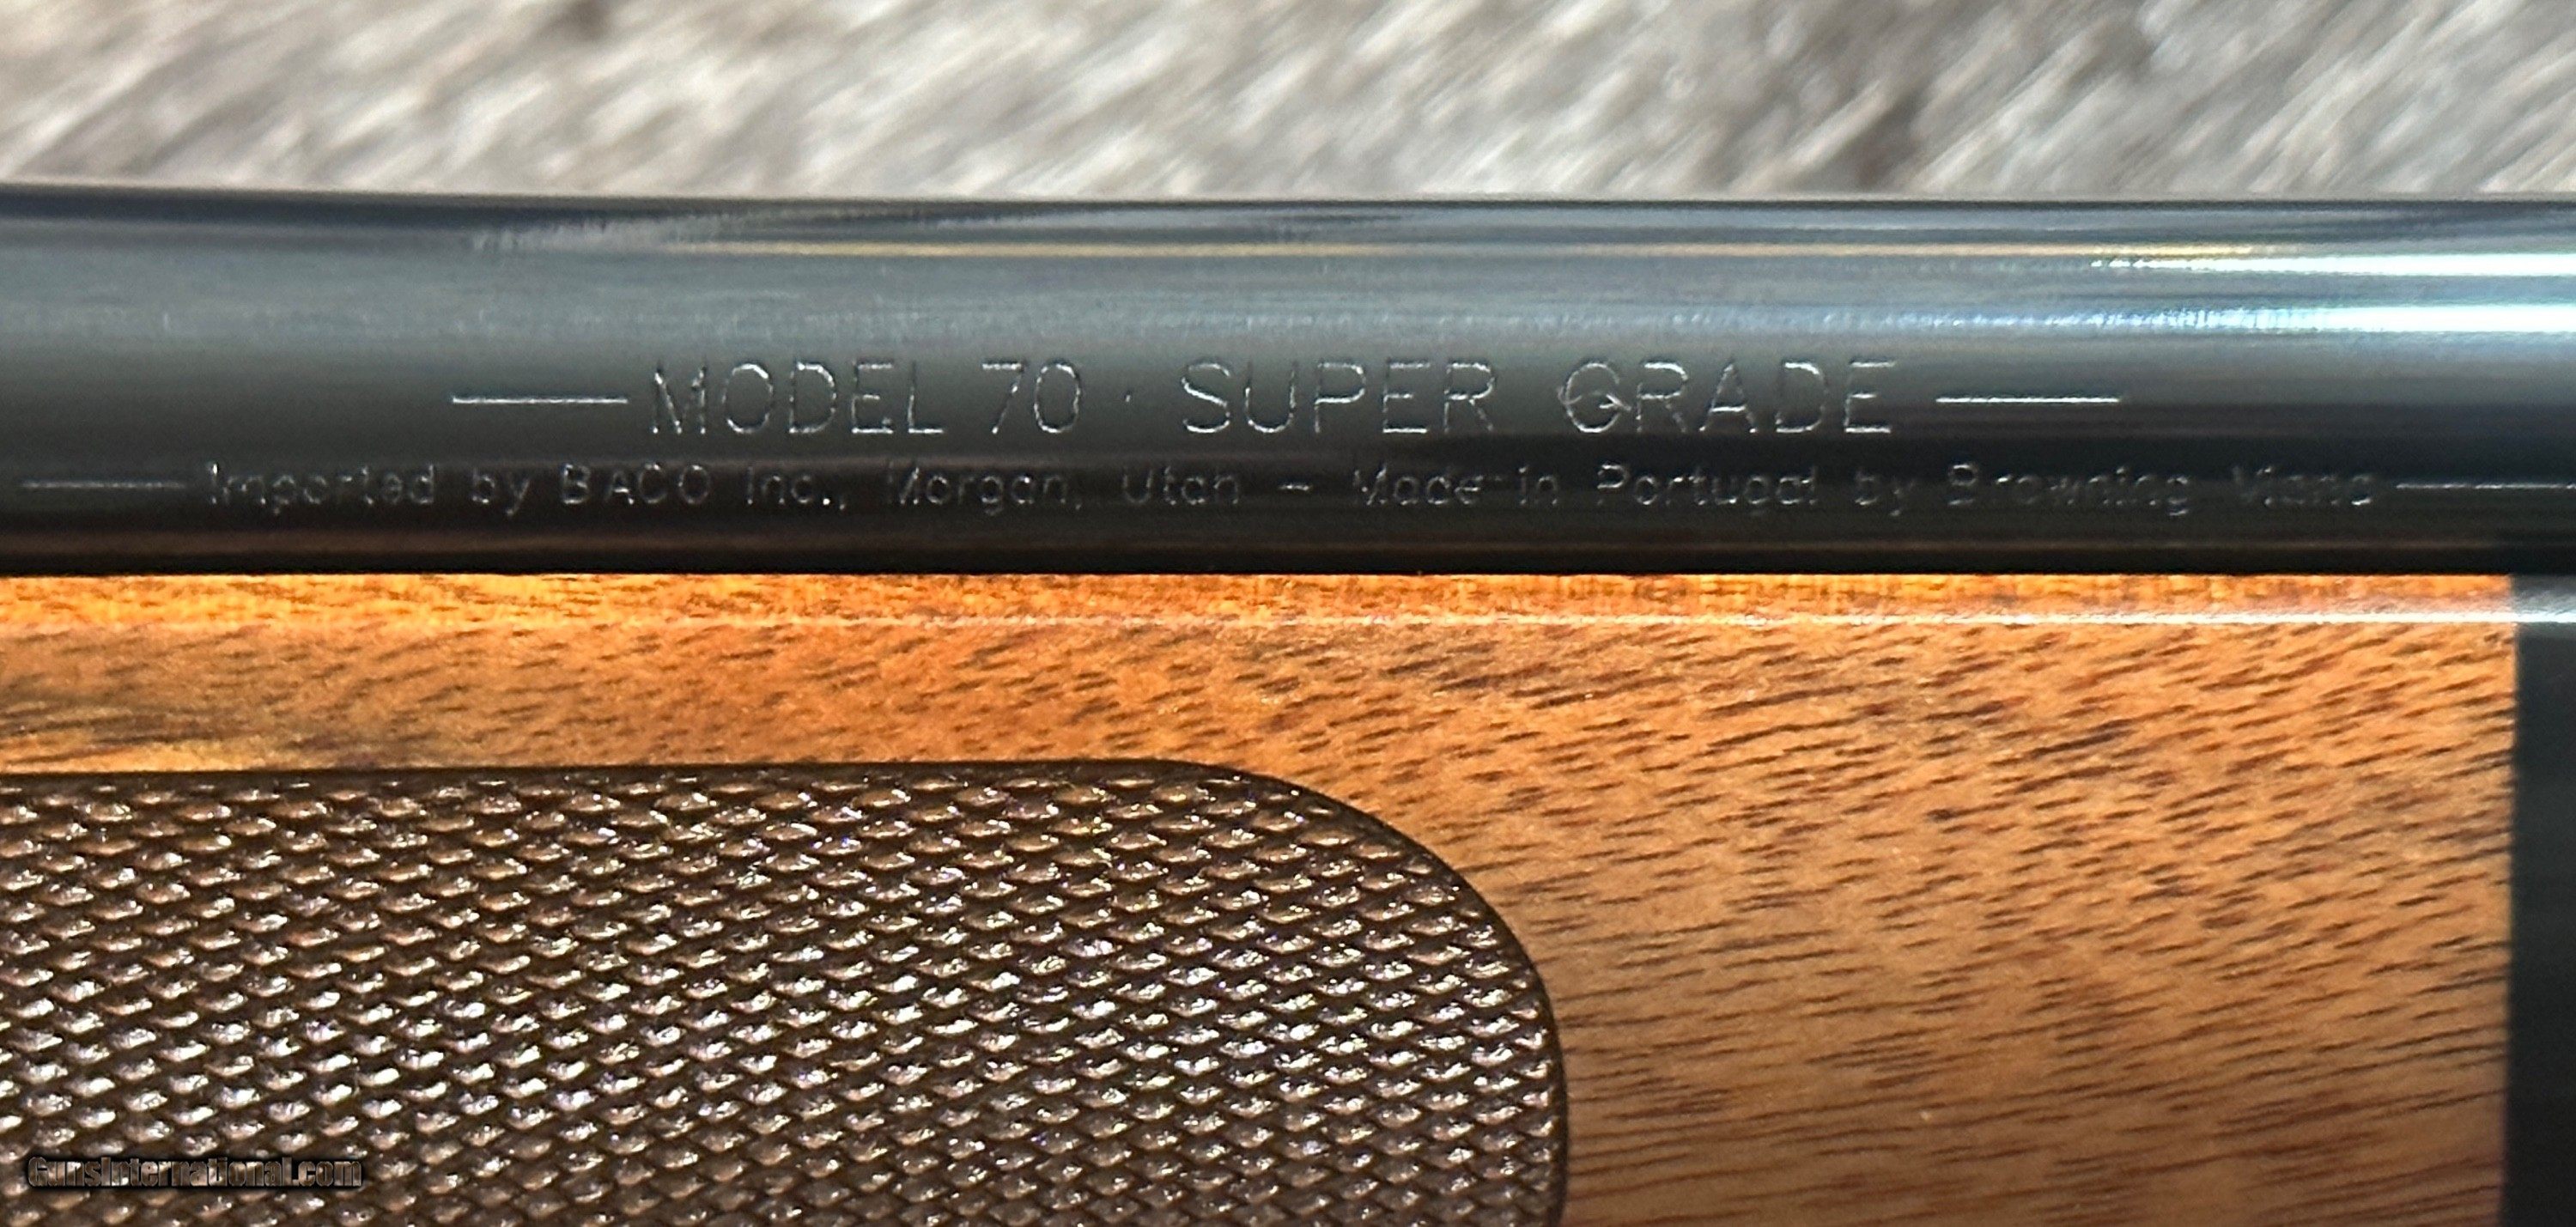 MODEL 70 · SUPER GRADE
Imported by BACO Inc., Morgan, Utah - Made in Portugal by Browning Viana
GunsInternational.com